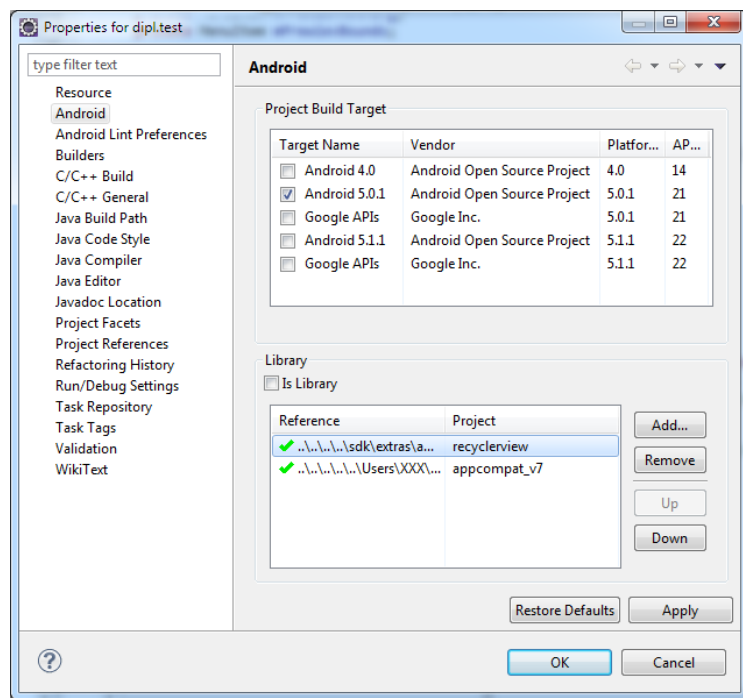 Properties for dipl.test
type filter text
Resource
Android
Android Lint Preferences
Builders
C/C++ Build
C/C++ General
Java Build Path
Java Code Style
Java Compiler
Java Editor
Javadoc Location
Project Facets
Project References
Refactoring History
Run/Debug Settings
Task Repository
Task Tags
Validation
WikiText
Android
Project Build Target
Target Name Vendor Platfor... AP...
Android 4.0 Android Open Source Project 4.0 14
Android 5.0.1 Android Open Source Project 5.0.1 21
Google APIs Google Inc. 5.0.1 21
Android 5.1.1 Android Open Source Project 5.1.1 22
Google APIs Google Inc. 5.1.1 22
Library
Is Library
Reference Project
..\..\..\..\sdk\extras\a... recyclerview
..\..\..\..\..\Users\XXX\... appcompat_v7
Add...
Remove
Up
Down
Restore Defaults Apply
OK Cancel